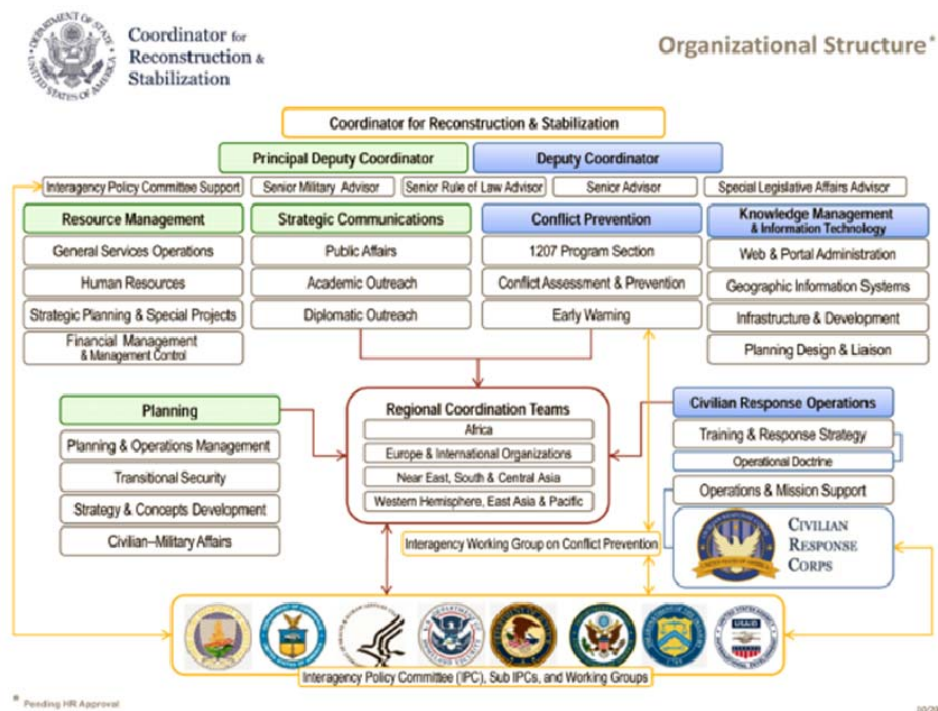 Coordinator for
Reconstruction &
Stabilization
Organizational Structure*
Coordinator for Reconstruction & Stabilization
Principal Deputy Coordinator
Deputy Coordinator
Interagency Policy Committee Support
Senior Military Advisor
Senior Rule of Law Advisor
Senior Advisor
Special Legislative Affairs Advisor
Resource Management
General Services Operations
Human Resources
Strategic Planning & Special Projects
Financial Management
& Management Control
Strategic Communications
Public Affairs
Academic Outreach
Diplomatic Outreach
Conflict Prevention
1207 Program Section
Conflict Assessment & Prevention
Early Warning
Knowledge Management
& Information Technology
Web & Portal Administration
Geographic Information Systems
Infrastructure & Development
Planning Design & Liaison
Planning
Planning & Operations Management
Transitional Security
Strategy & Concepts Development
Civilian–Military Affairs
Regional Coordination Teams
Africa
Europe & International Organizations
Near East, South & Central Asia
Western Hemisphere, East Asia & Pacific
Civilian Response Operations
Training & Response Strategy
Operational Doctrine
Operations & Mission Support
CIVILIAN
RESPONSE
CORPS
Interagency Working Group on Conflict Prevention
USAID
Interagency Policy Committee (IPC), Sub IPCs, and Working Groups
* Pending HR Approval